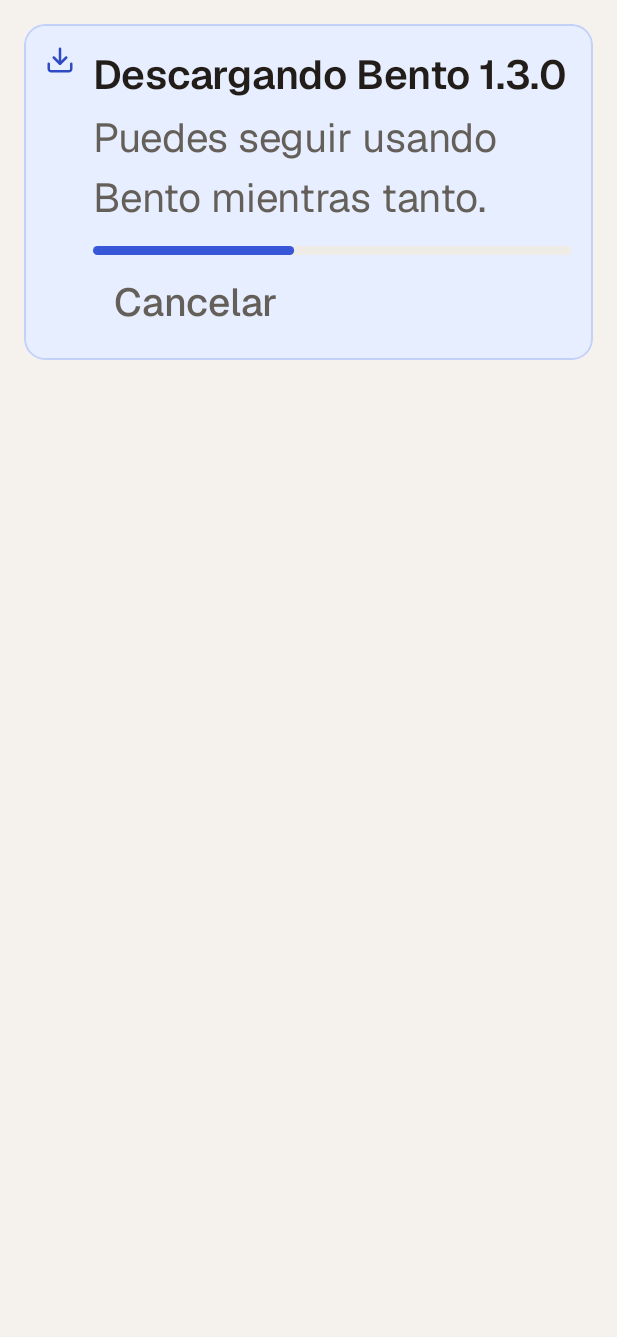 Descargando Bento 1.3.0
Puedes seguir usando
Bento mientras tanto.
Cancelar